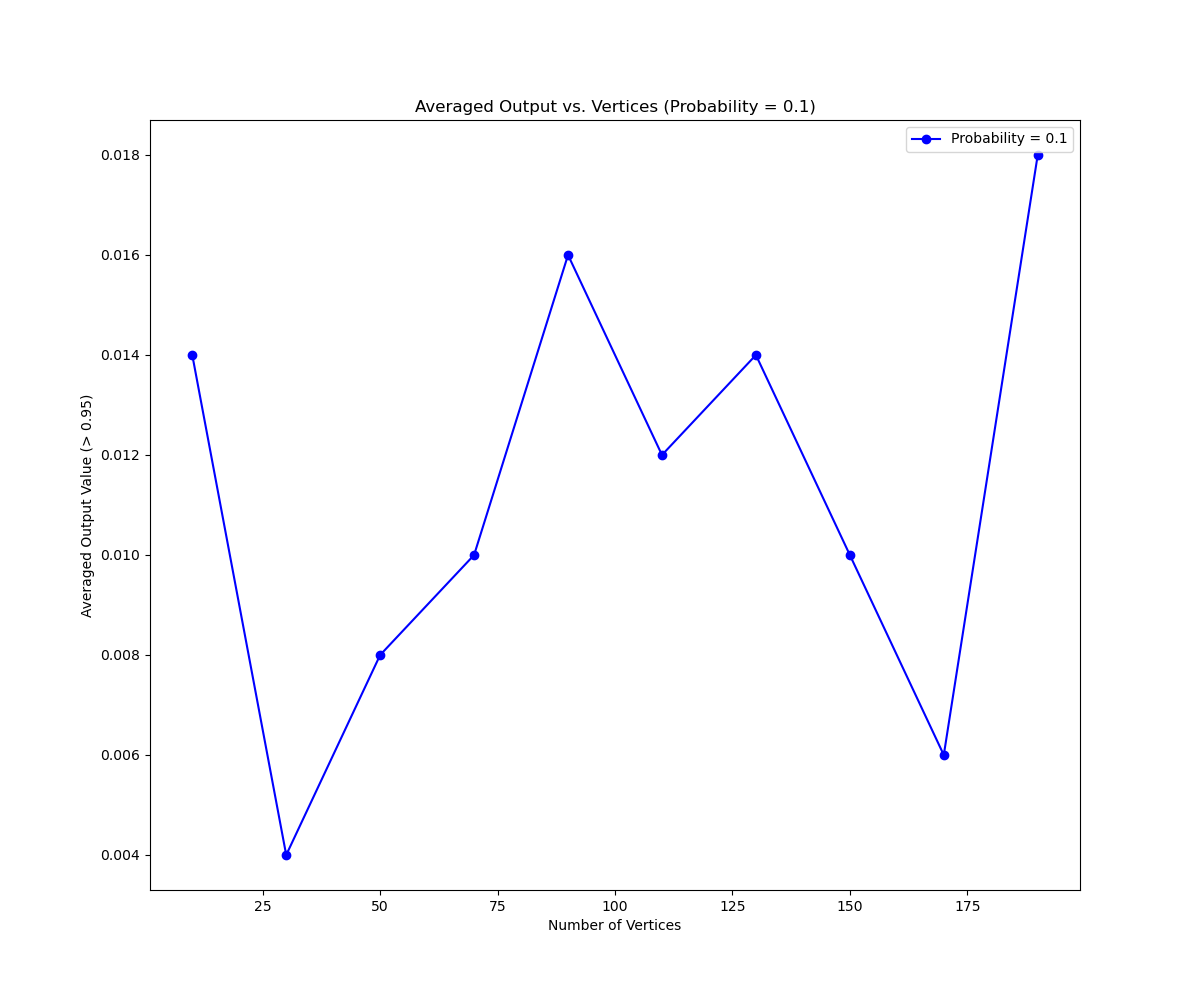 Averaged Output vs. Vertices (Probability = 0.1)
Probability = 0.1
0.018
0.016
0.014
0.012
0.010
0.008
0.006
0.004
Averaged Output Value (> 0.95)
25 50 75 100 125 150 175
Number of Vertices